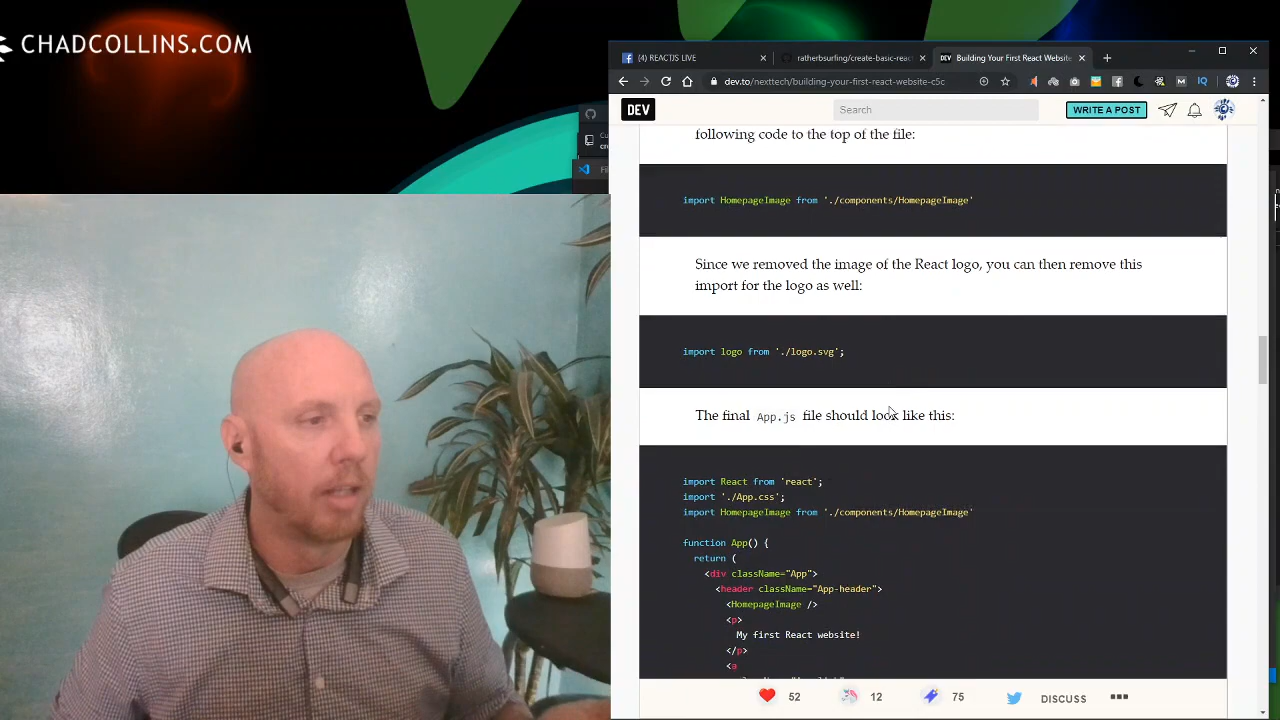 CHADCOLLINS.COM
(4) REACTJS LIVE
ratherbsurfing/create-basic-reac
Building Your First React Website
dev.to/nexttech/building-your-first-react-website-c5c
DEV
Search
WRITE A POST
following code to the top of the file:
import HomepageImage from './components/HomepageImage'
Since we removed the image of the React logo, you can then remove this
import for the logo as well:
import logo from './logo.svg';
The final App.js file should look like this:
import React from 'react';
import './App.css';
import HomepageImage from './components/HomepageImage'
function App() {
return (
<div className="App">
<header className="App-header">
<HomepageImage />
<p>
My first React website!
</p>
<a
52
12
75
DISCUSS